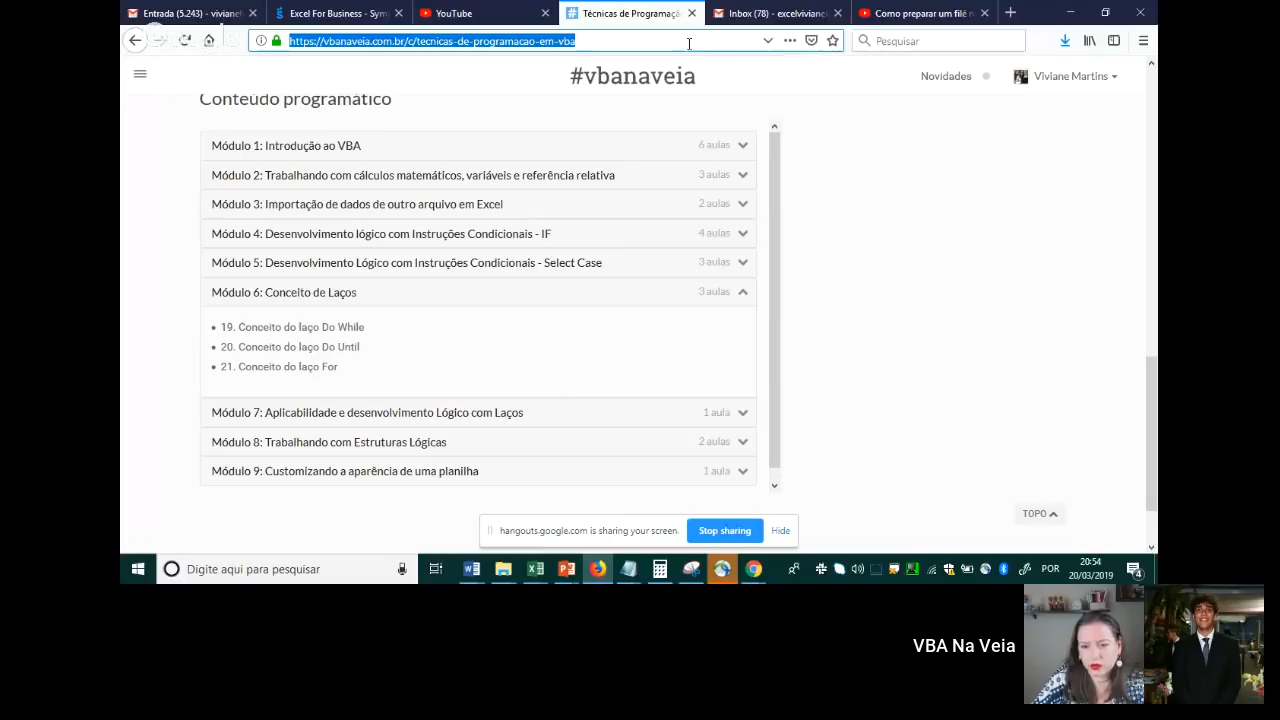 Entrada (5.243) - vivianef
Excel For Business - Sym
YouTube
Técnicas de Programaçã
Inbox (78) - excelvivianei
Como preparar um filé n
https://vbanaveia.com.br/c/tecnicas-de-programacao-em-vba
Pesquisar
#vbanaveia
Novidades
Viviane Martins
Conteúdo programático
Módulo 1: Introdução ao VBA 6 aulas
Módulo 2: Trabalhando com cálculos matemáticos, variáveis e referência relativa 3 aulas
Módulo 3: Importação de dados de outro arquivo em Excel 2 aulas
Módulo 4: Desenvolvimento lógico com Instruções Condicionais - IF 4 aulas
Módulo 5: Desenvolvimento Lógico com Instruções Condicionais - Select Case 3 aulas
Módulo 6: Conceito de Laços 3 aulas
19. Conceito do laço Do While
20. Conceito do laço Do Until
21. Conceito do laço For
Módulo 7: Aplicabilidade e desenvolvimento Lógico com Laços 1 aula
Módulo 8: Trabalhando com Estruturas Lógicas 2 aulas
Módulo 9: Customizando a aparência de uma planilha 1 aula
TOPO
hangouts.google.com is sharing your screen. Stop sharing Hide
Digite aqui para pesquisar
POR
20:54
20/03/2019
4
VBA Na Veia